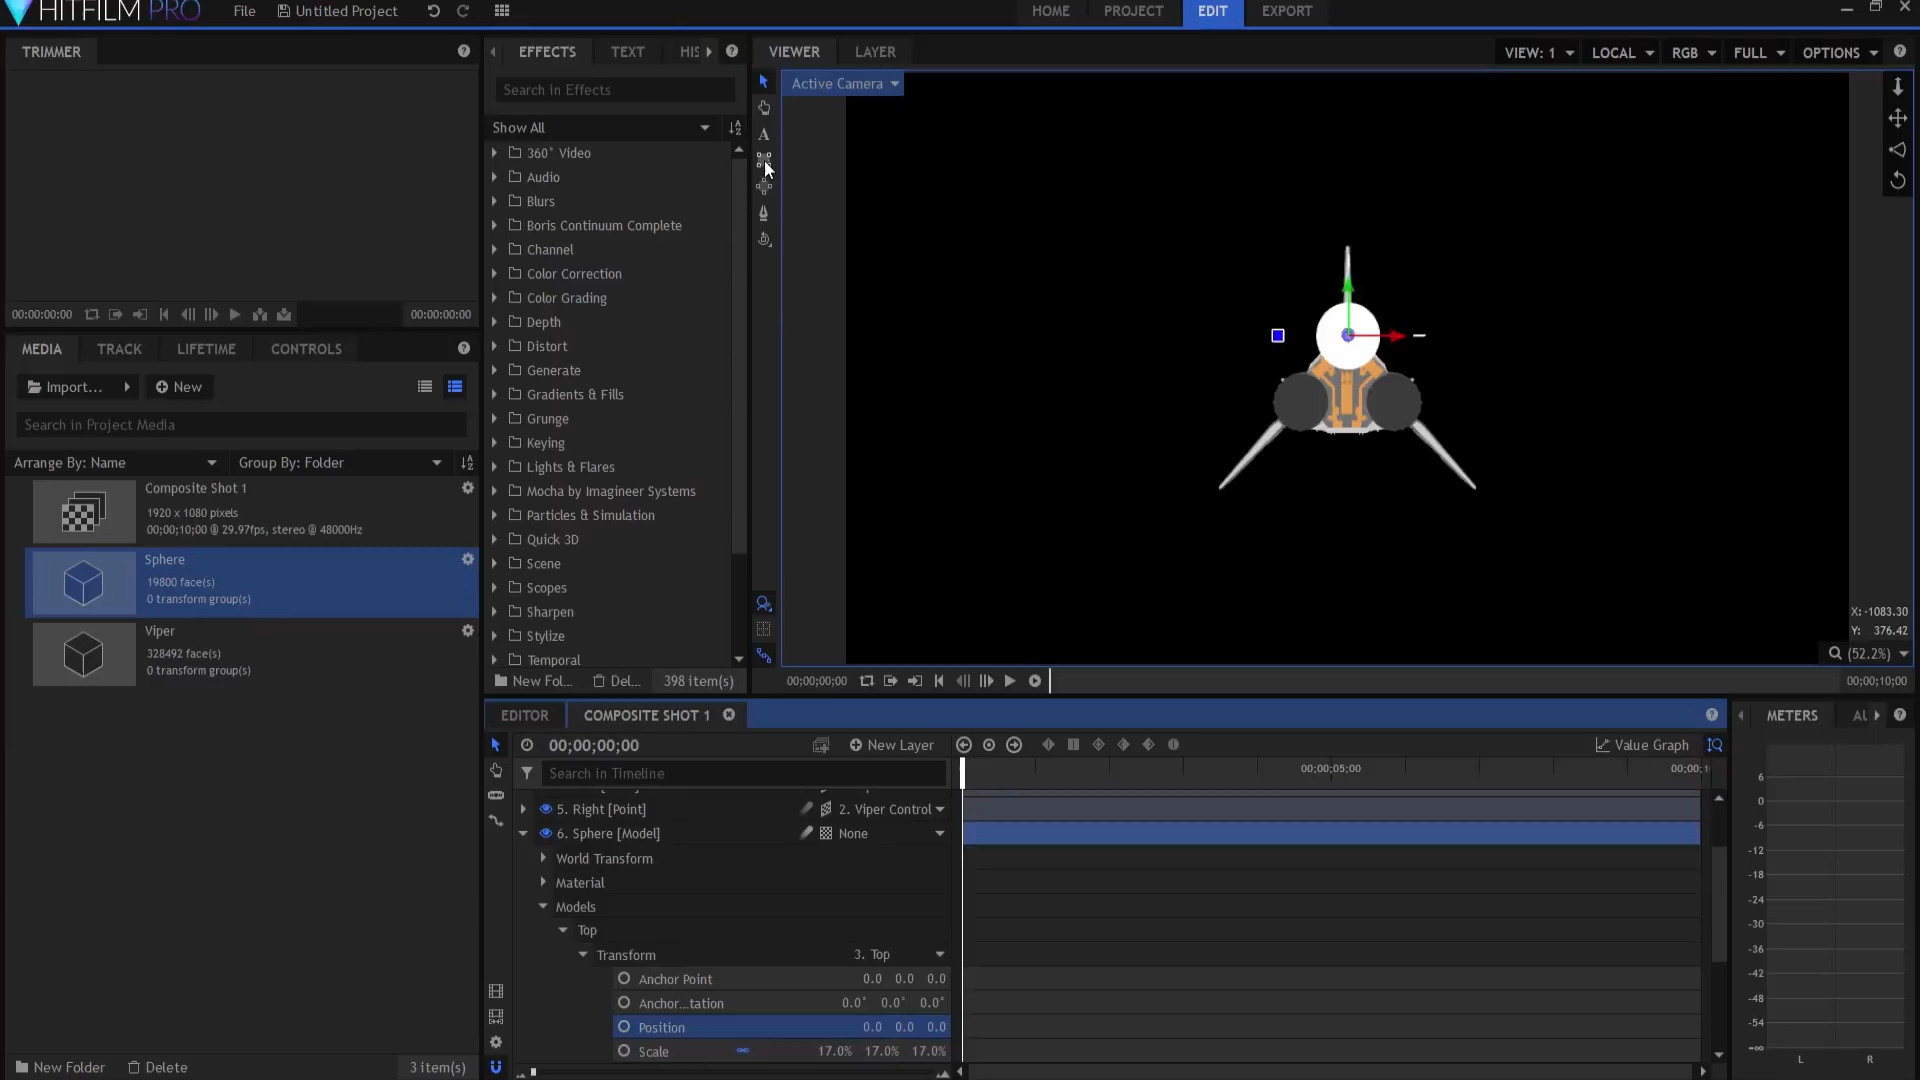 HITFILM PRO
File
Untitled Project
HOME
PROJECT
EDIT
EXPORT
TRIMMER
EFFECTS
TEXT
HIS
VIEWER
LAYER
VIEW: 1
LOCAL
RGB
FULL
OPTIONS
Active Camera
Search in Effects
Show All
360° Video
Audio
Blurs
Boris Continuum Complete
Channel
Color Correction
Color Grading
Depth
Distort
Generate
Gradients & Fills
Grunge
Keying
Lights & Flares
Mocha by Imagineer Systems
Particles & Simulation
Quick 3D
Scene
Scopes
Sharpen
Stylize
Temporal
New Fol...
Del...
398 item(s)
00:00:00:00
00:00:00:00
MEDIA
TRACK
LIFETIME
CONTROLS
Import...
New
Search in Project Media
Arrange By: Name
Group By: Folder
Composite Shot 1
1920 x 1080 pixels
00;00;10;00 @ 29.97fps, stereo @ 48000Hz
Sphere
19800 face(s)
0 transform group(s)
Viper
328492 face(s)
0 transform group(s)
New Folder
Delete
3 item(s)
X: -1083.30
Y: 376.42
(52.2%)
00;00;00;00
00;00;10;00
EDITOR
COMPOSITE SHOT 1
00;00;00;00
New Layer
Value Graph
Search in Timeline
00;00;05;00
00;00;1
5. Right [Point]
2. Viper Control
6. Sphere [Model]
None
World Transform
Material
Models
Top
Transform
3. Top
Anchor Point
0.0 0.0 0.0
Anchor...tation
0.0° 0.0° 0.0°
Position
0.0 0.0 0.0
Scale
17.0% 17.0% 17.0%
METERS
AU
6
0
-6
-12
-18
-24
-30
-36
-42
-48
-54
-∞
L
R